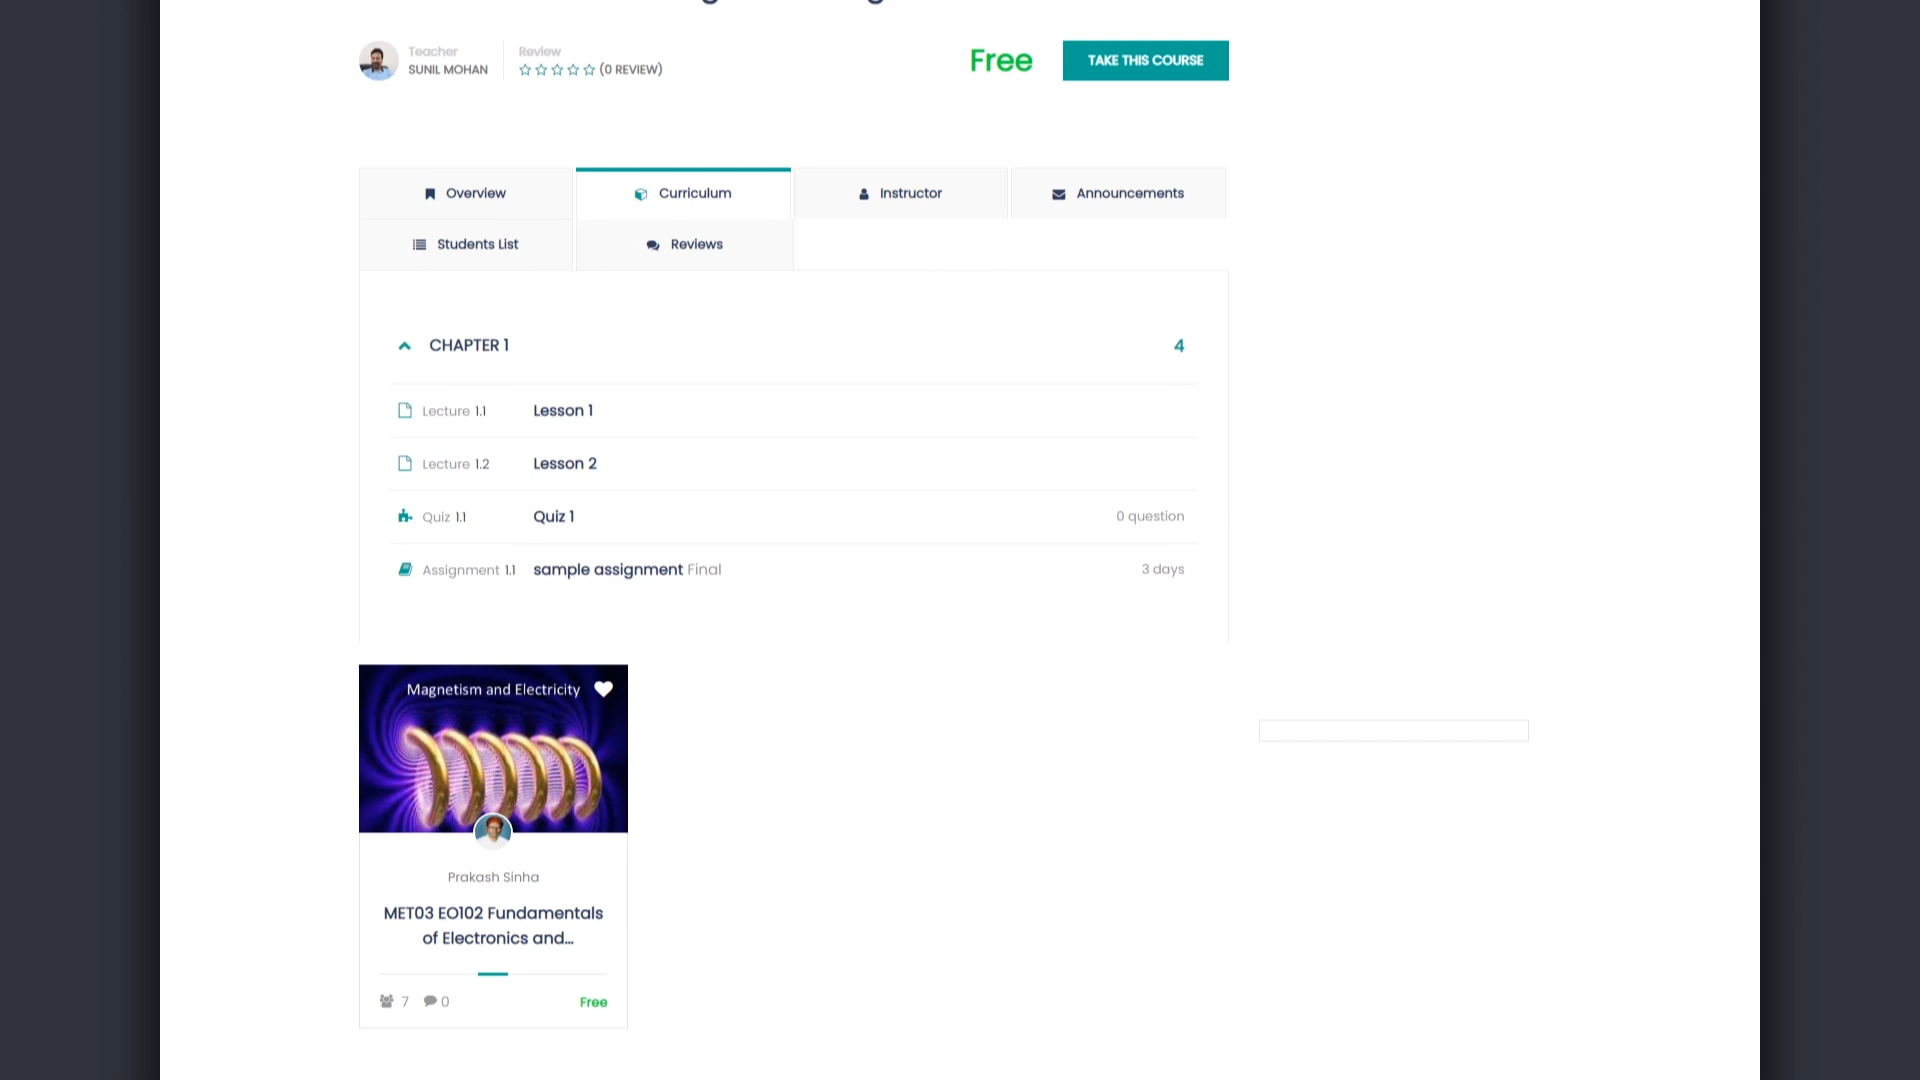 Teacher
SUNIL MOHAN
Review
(0 REVIEW)
Free
TAKE THIS COURSE
Overview
Curriculum
Instructor
Announcements
Students List
Reviews
CHAPTER 1
4
Lecture 1.1 Lesson 1
Lecture 1.2 Lesson 2
Quiz 1.1 Quiz 1 0 question
Assignment 1.1 sample assignment Final 3 days
Magnetism and Electricity
Prakash Sinha
MET03 EO102 Fundamentals
of Electronics and...
7 0 Free